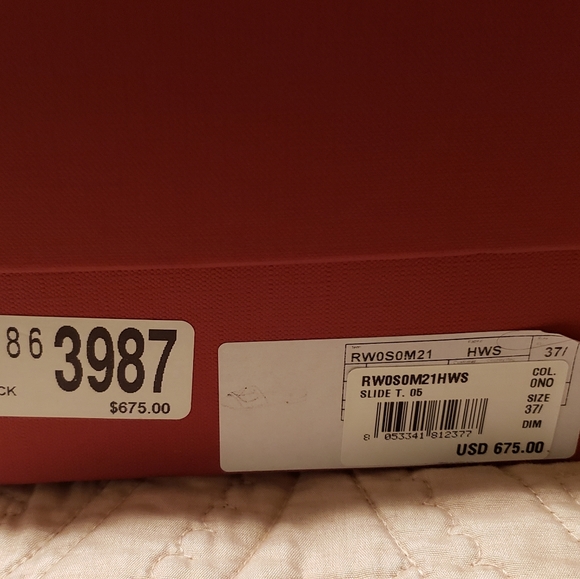 86 3987
CK
$675.00
RW0S0M21 HWS 37/
RW0S0M21HWS
SLIDE T. 05
COL.
0NO
SIZE
37/
DIM
8 053341 812377
USD 675.00